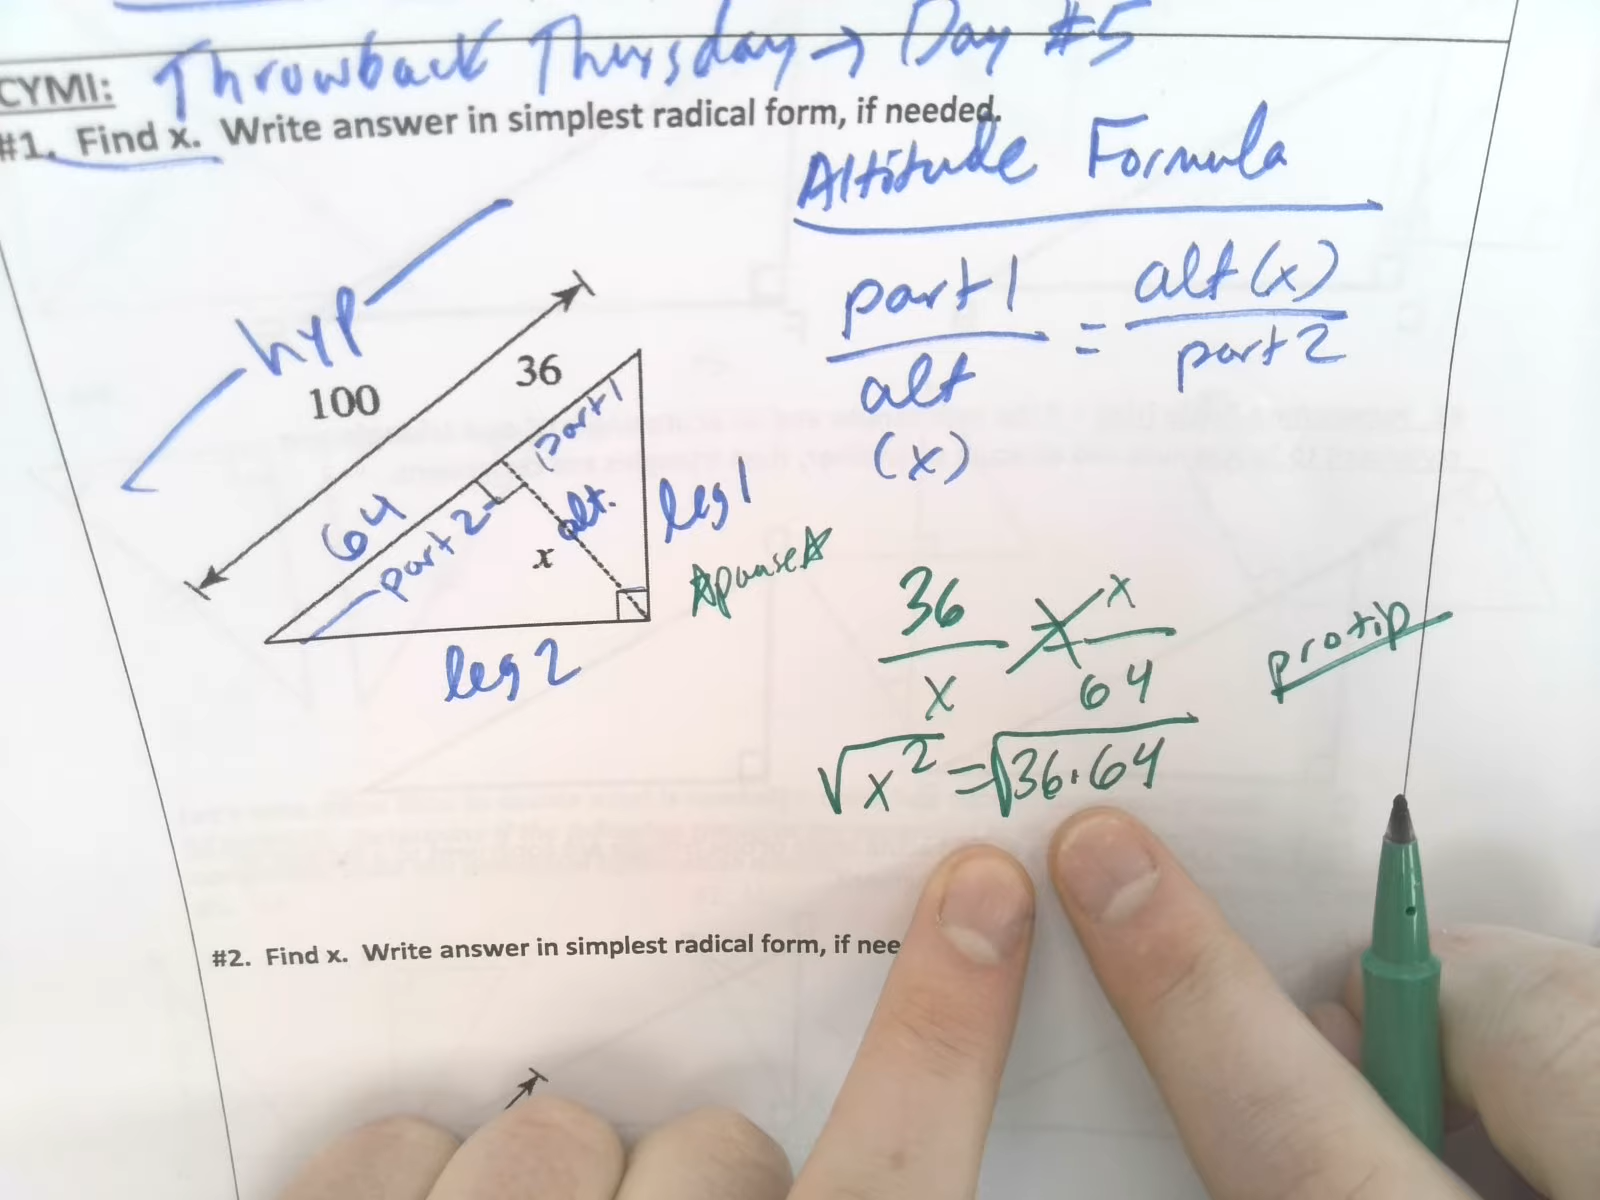 Throwback Thursday → Day #5
CYMI:
#1. Find x. Write answer in simplest radical form, if needed.
Altitude Formula
part 1 / alt (x) = alt (x) / part 2
hyp
100
36
part 1
64
part 2
alt.
x
leg 1
leg 2
☆pause☆
36 / x = x / 64
protip
√x² = √36·64
#2. Find x. Write answer in simplest radical form, if nee